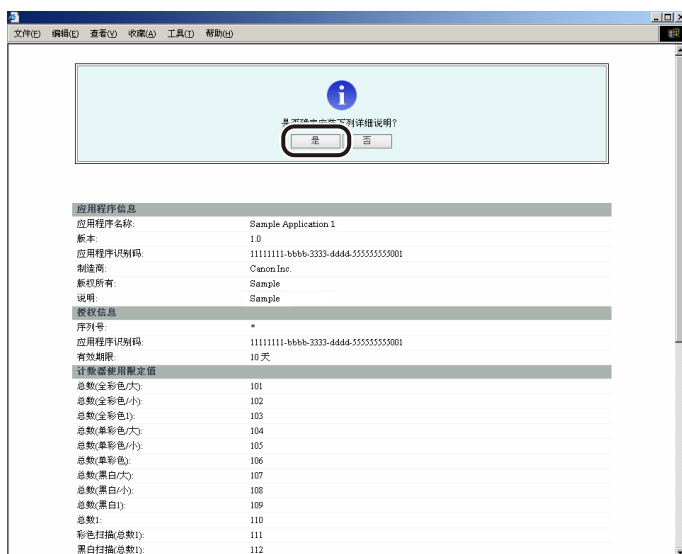 文件(F) 编辑(E) 查看(V) 收藏(A) 工具(T) 帮助(H)
是否确定安装下列详细说明?
是 否
应用程序信息
应用程序名称: Sample Application 1
版本: 1.0
应用程序识别码: 11111111-bbbb-3333-dddd-555555555001
制造商: Canon Inc.
版权所有: Sample
说明: Sample
授权信息
序列号: *
应用程序识别码: 11111111-bbbb-3333-dddd-555555555001
有效期限: 10 天
计数器使用限定值
总数(全彩色/大): 101
总数(全彩色/小): 102
总数(全彩色1): 103
总数(单彩色/大): 104
总数(单彩色/小): 105
总数(单彩色): 106
总数(黑白/大): 107
总数(黑白/小): 108
总数(黑白1): 109
总数1: 110
彩色扫描(总数1): 111
黑白扫描(总数1): 112